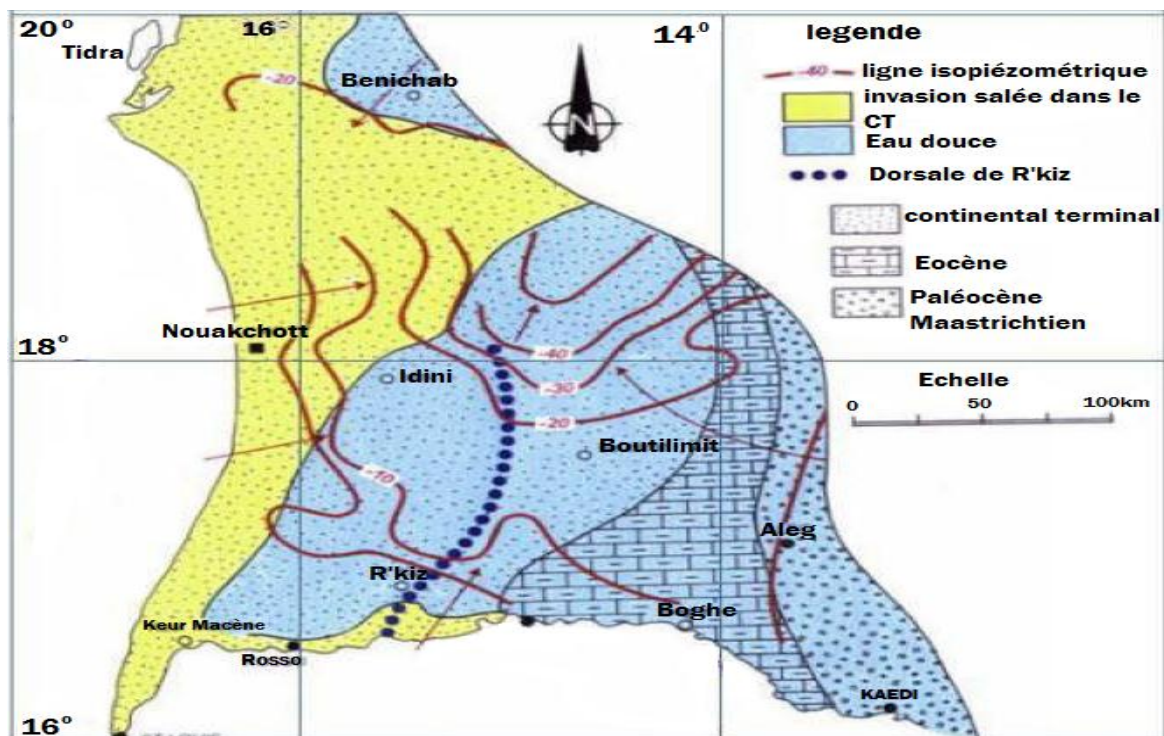 20°
16°
14°
Tidra
-20
Benichab
N
legende
-40 ligne isopiézométrique
invasion salée dans le
CT
Eau douce
Dorsale de R'kiz
continental terminal
Eocène
Paléocène
Maastrichtien
Nouakchott
18°
Idini
-40
-30
-20
Echelle
0 50 100km
Boutilimit
-10
Aleg
R'kiz
Boghe
Keur Macène
Rosso
KAEDI
16°